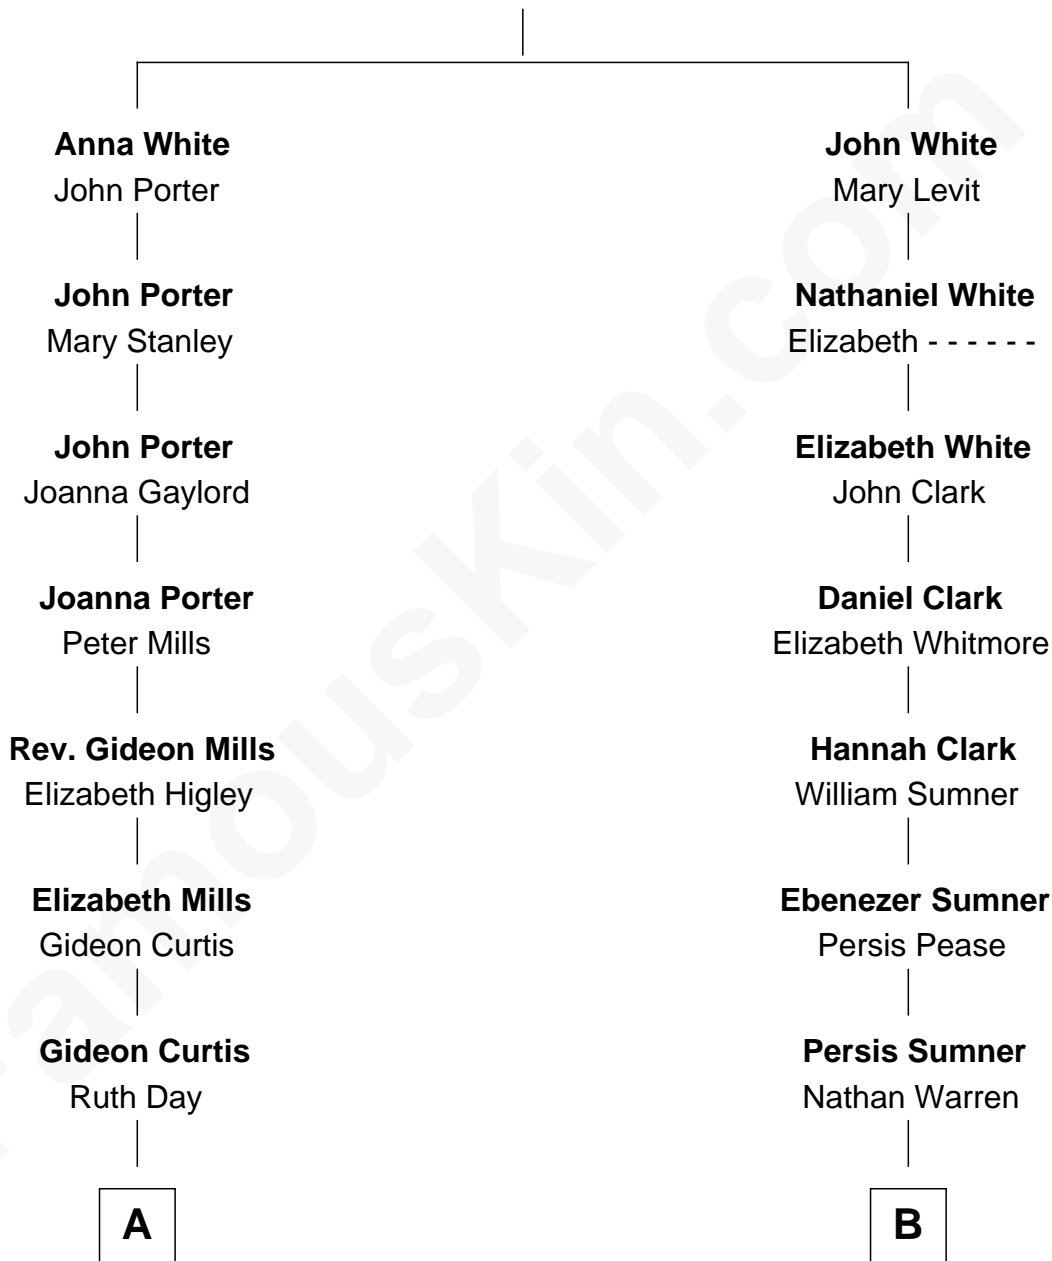 Anna White
John Porter
John Porter
Mary Stanley
John Porter
Joanna Gaylord
Joanna Porter
Peter Mills
Rev. Gideon Mills
Elizabeth Higley
Elizabeth Mills
Gideon Curtis
Gideon Curtis
Ruth Day
A
John White
Mary Levit
Nathaniel White
Elizabeth - - - - - -
Elizabeth White
John Clark
Daniel Clark
Elizabeth Whitmore
Hannah Clark
William Sumner
Ebenezer Sumner
Persis Pease
Persis Sumner
Nathan Warren
B
FamousKin.com